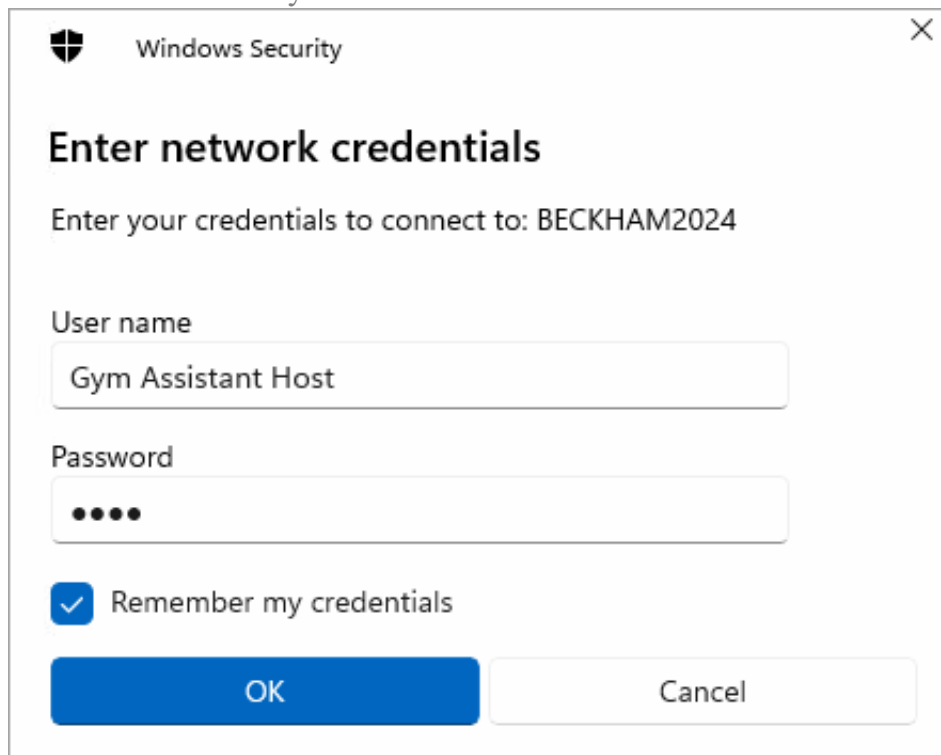 Windows Security
Enter network credentials
Enter your credentials to connect to: BECKHAM2024
User name
Gym Assistant Host
Password
••••
Remember my credentials
OK Cancel